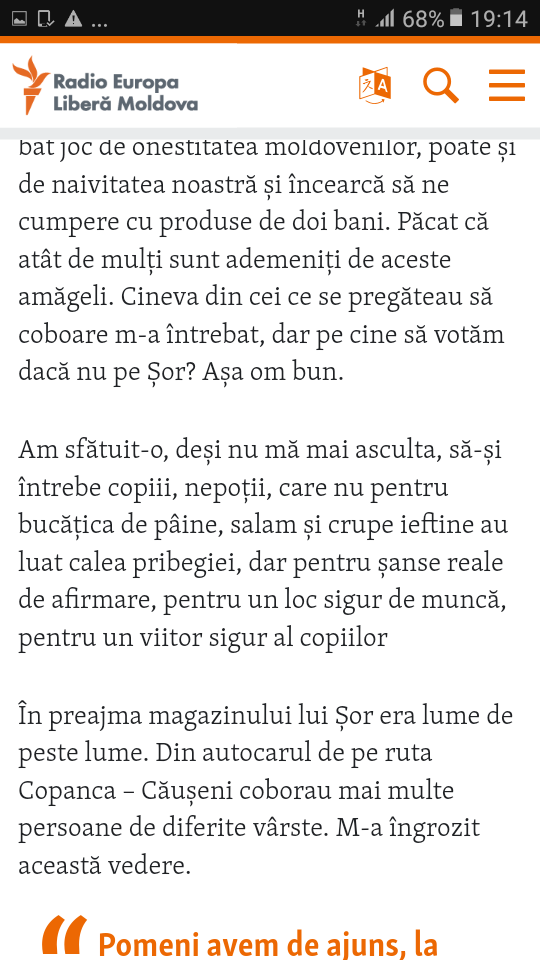 ... H 68% 19:14
Radio Europa
Liberă Moldova
bat joc de onestitatea moldovenilor, poate și
de naivitatea noastră și încearcă să ne
cumpere cu produse de doi bani. Păcat că
atât de mulți sunt ademeniți de aceste
amăgeli. Cineva din cei ce se pregăteau să
coboare m-a întrebat, dar pe cine să votăm
dacă nu pe Șor? Așa om bun.
Am sfătuit-o, deși nu mă mai asculta, să-și
întrebe copiii, nepoții, care nu pentru
bucățica de pâine, salam și crupe ieftine au
luat calea pribegiei, dar pentru șanse reale
de afirmare, pentru un loc sigur de muncă,
pentru un viitor sigur al copiilor
În preajma magazinului lui Șor era lume de
peste lume. Din autocarul de pe ruta
Copanca – Căușeni coborau mai multe
persoane de diferite vârste. M-a îngrozit
această vedere.
“ Pomeni avem de ajuns, la